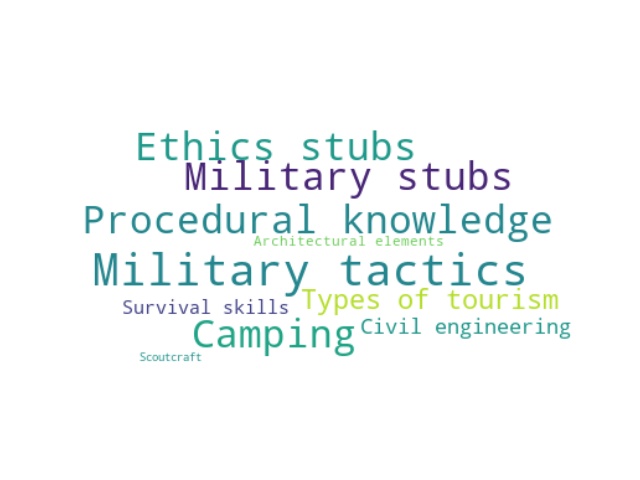 Ethics stubs
Military stubs
Procedural knowledge
Architectural elements
Military tactics
Types of tourism
Survival skills
Camping
Civil engineering
Scoutcraft